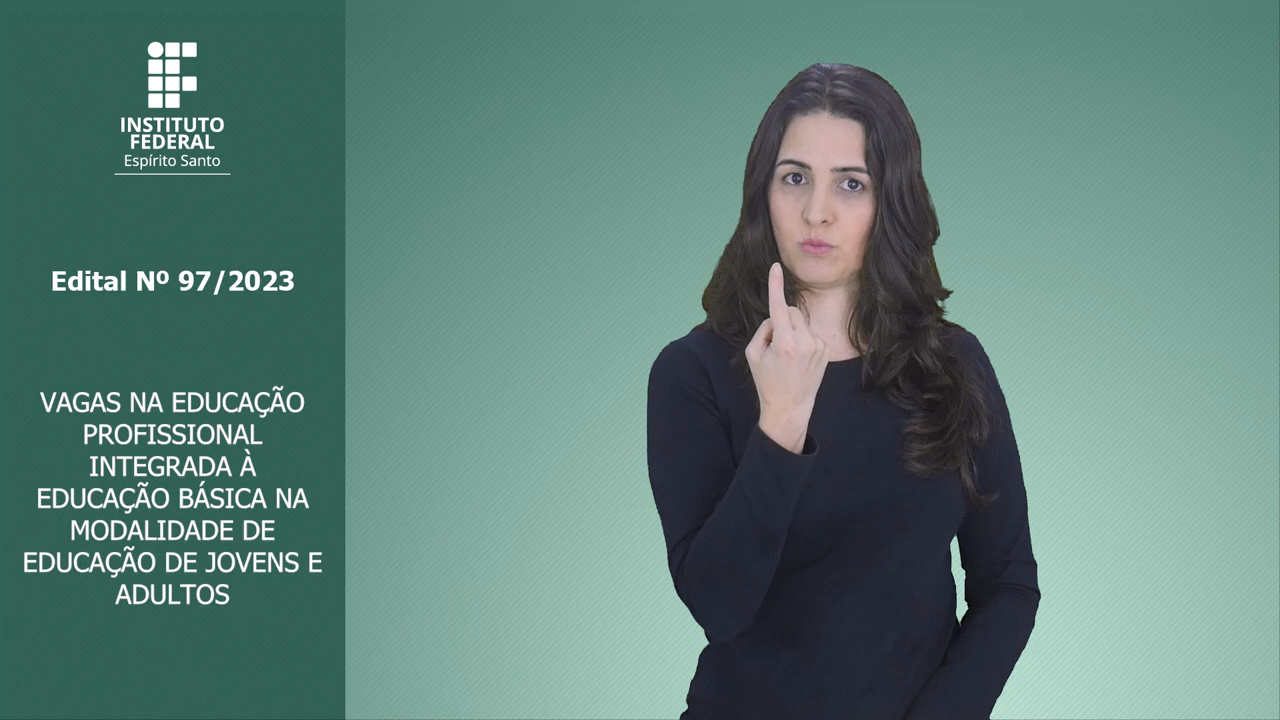 INSTITUTO
FEDERAL
Espírito Santo
Edital Nº 97/2023
VAGAS NA EDUCAÇÃO
PROFISSIONAL
INTEGRADA À
EDUCAÇÃO BÁSICA NA
MODALIDADE DE
EDUCAÇÃO DE JOVENS E
ADULTOS